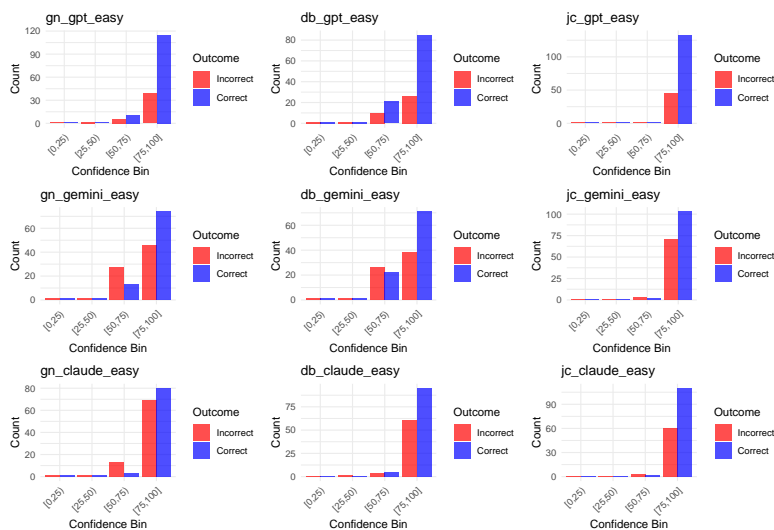 gn_gpt_easy
120
90
60
30
0
Count
[0,25)
[25,50)
[50,75)
[75,100]
Confidence Bin
Outcome
Incorrect
Correct
db_gpt_easy
80
60
40
20
0
Count
[0,25)
[25,50)
[50,75)
[75,100]
Confidence Bin
Outcome
Incorrect
Correct
jc_gpt_easy
100
50
0
Count
[0,25)
[25,50)
[50,75)
[75,100]
Confidence Bin
Outcome
Incorrect
Correct
gn_gemini_easy
60
40
20
0
Count
[0,25)
[25,50)
[50,75)
[75,100]
Confidence Bin
Outcome
Incorrect
Correct
db_gemini_easy
60
40
20
0
Count
[0,25)
[25,50)
[50,75)
[75,100]
Confidence Bin
Outcome
Incorrect
Correct
jc_gemini_easy
100
75
50
25
0
Count
[0,25)
[25,50)
[50,75)
[75,100]
Confidence Bin
Outcome
Incorrect
Correct
gn_claude_easy
80
60
40
20
0
Count
[0,25)
[25,50)
[50,75)
[75,100]
Confidence Bin
Outcome
Incorrect
Correct
db_claude_easy
75
50
25
0
Count
[0,25)
[25,50)
[50,75)
[75,100]
Confidence Bin
Outcome
Incorrect
Correct
jc_claude_easy
90
60
30
0
Count
[0,25)
[25,50)
[50,75)
[75,100]
Confidence Bin
Outcome
Incorrect
Correct